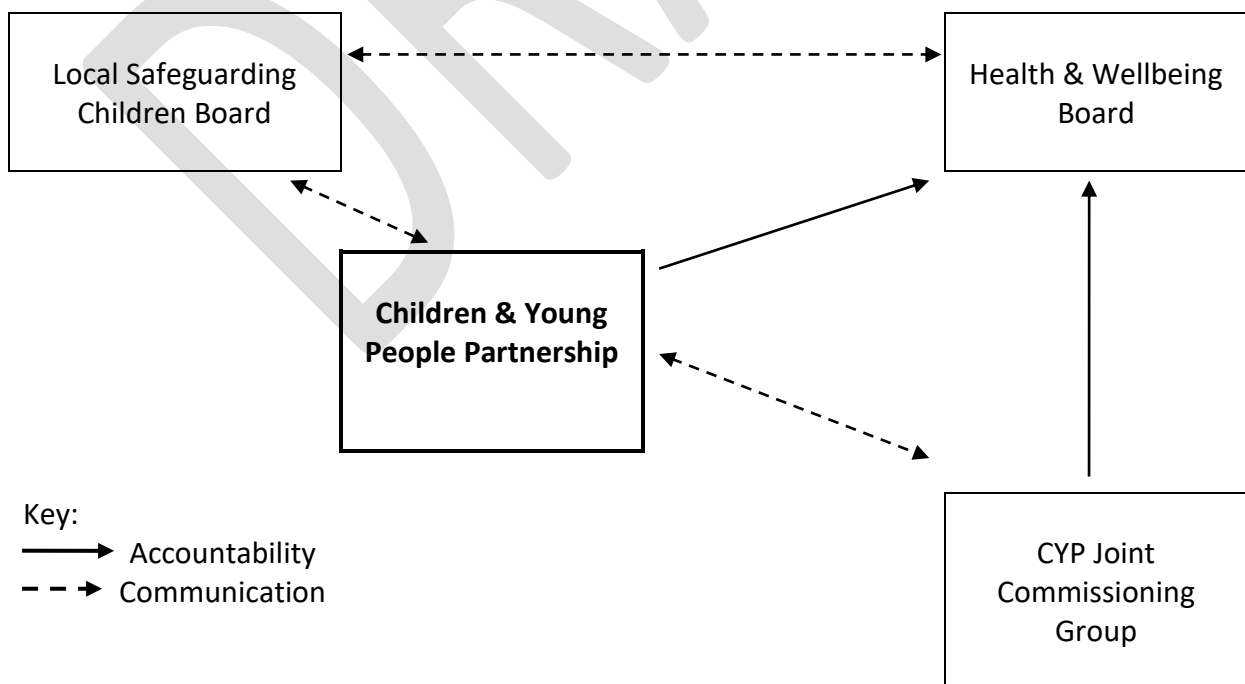 Local Safeguarding
Children Board
Health & Wellbeing
Board
Children & Young
People Partnership
Key:
Accountability
Communication
CYP Joint
Commissioning
Group